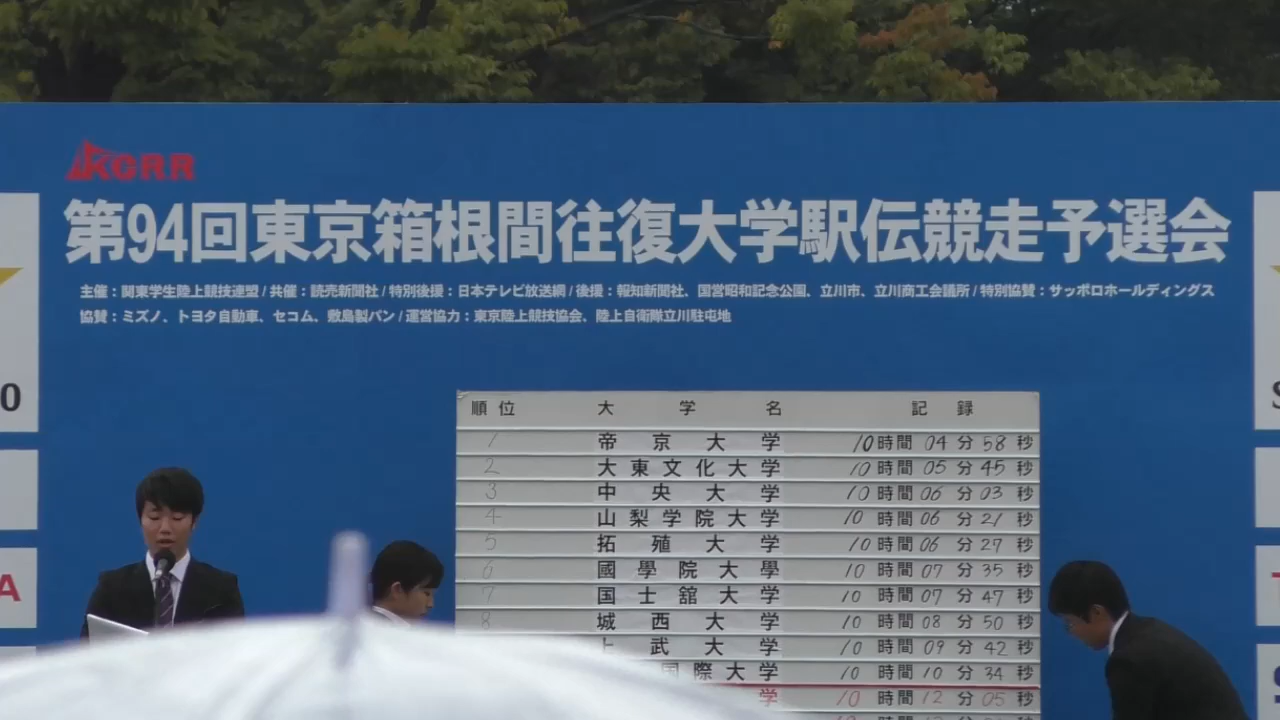 KGRR
第94回東京箱根間往復大学駅伝競走予選会
主催：関東学生陸上競技連盟 / 共催：読売新聞社 / 特別後援：日本テレビ放送網 / 後援：報知新聞社、国営昭和記念公園、立川市、立川商工会議所 / 特別協賛：サッポロホールディングス
協賛：ミズノ、トヨタ自動車、セコム、敷島製パン / 運営協力：東京陸上競技協会、陸上自衛隊立川駐屯地
順位 大学名 記録
1 帝京大学 10時間04分58秒
2 大東文化大学 10時間05分45秒
3 中央大学 10時間06分03秒
4 山梨学院大学 10時間06分21秒
5 拓殖大学 10時間06分27秒
6 國學院大學 10時間07分35秒
7 国士舘大学 10時間07分47秒
8 城西大学 10時間08分50秒
上武大学 10時間09分42秒
国際大学 10時間10分34秒
学 10時間12分05秒
0
A
S